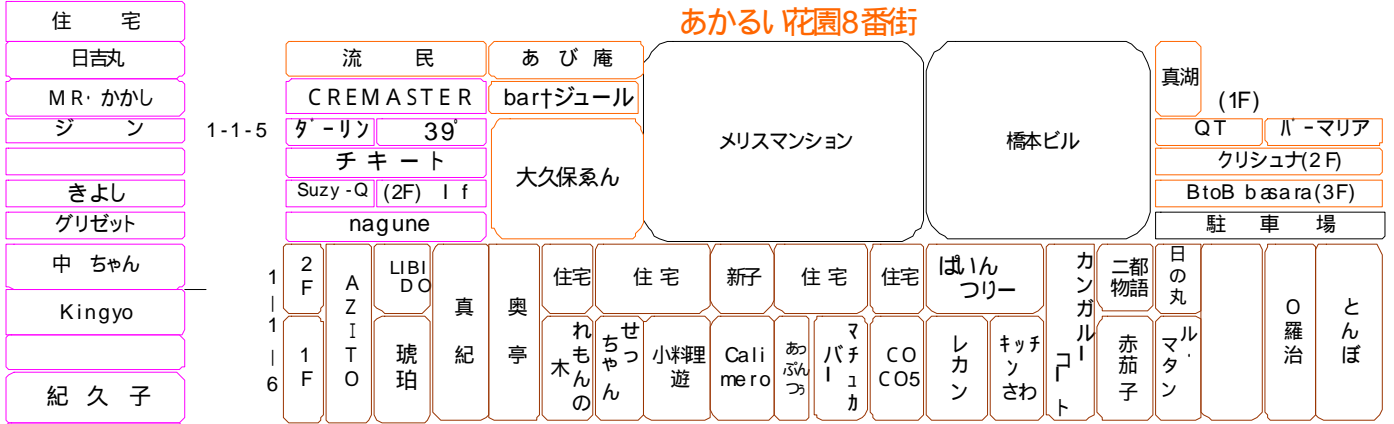 あかるい花園8番街
住 宅
日吉丸
MR・かかし
ジ ン
きよし
グリゼット
中 ちゃん
Kingyo
紀 久 子
1-1-5
流 民
CREMASTER
ダーリン
39°
チ キ ー ト
Suzy-Q
(2F) If
nagune
あ び 庵
bar†ジュール
大久保ゑん
メリスマンション
橋本ビル
真湖
(1F)
QT
バーマリア
クリシュナ(2F)
BtoB basara(3F)
駐 車 場
1-1-6
2F
1F
AZITO
LIBI
DO
琥珀
真 紀
奥 亭
住宅
れもんの
木
住 宅
せっ
ちゃん
小料理
遊
新子
Cali
mero
住 宅
あっ
ぷん
つぅ
マチュカ
バー
住宅
CO
CO5
ぱいん
つりー
レカン
キッチ
ン
さわ
カンガルー
コート
二都
物語
赤茄子
日の丸
ル・
マタン
O羅治
とんぼ